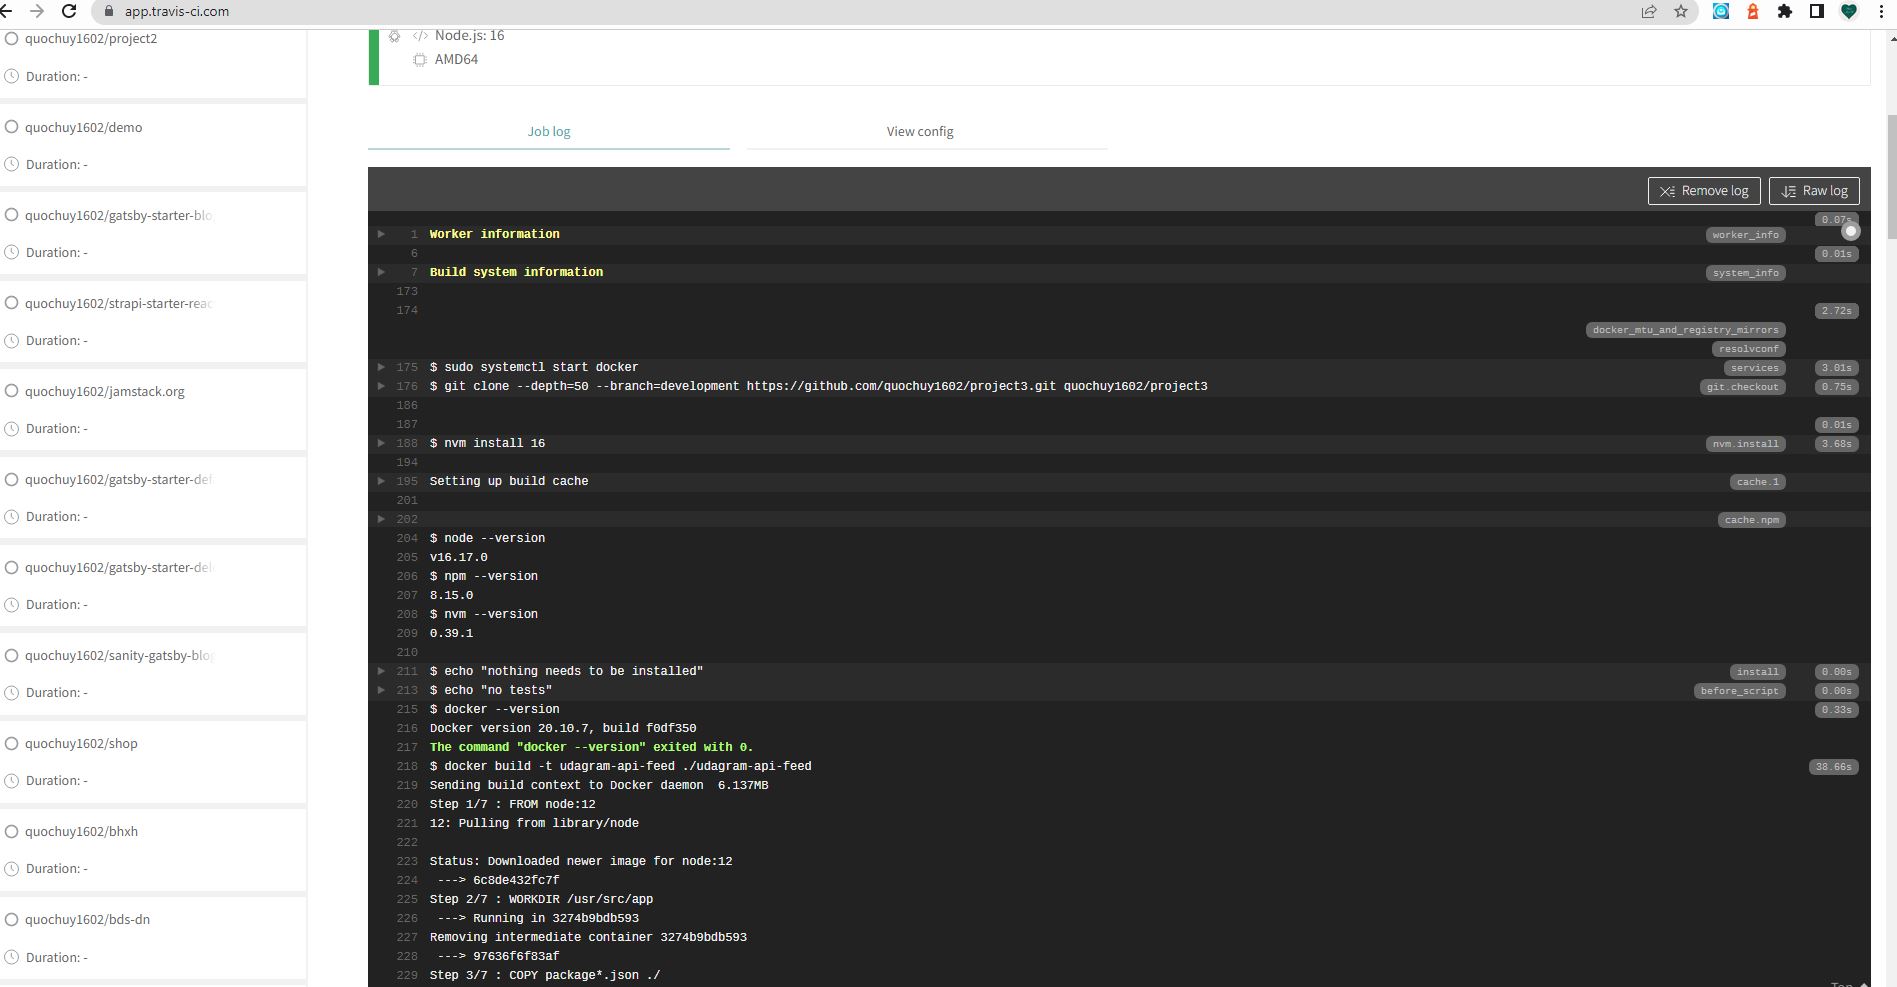 app.travis-ci.com
quochuy1602/project2
Duration: -
quochuy1602/demo
Duration: -
quochuy1602/gatsby-starter-blo
Duration: -
quochuy1602/strapi-starter-reac
Duration: -
quochuy1602/jamstack.org
Duration: -
quochuy1602/gatsby-starter-def
Duration: -
quochuy1602/gatsby-starter-def
Duration: -
quochuy1602/sanity-gatsby-blog
Duration: -
quochuy1602/shop
Duration: -
quochuy1602/bhxh
Duration: -
quochuy1602/bds-dn
Duration: -
</> Node.js: 16
AMD64
Job log View config
Remove log Raw log
0.07s
1 Worker information worker_info
6 0.01s
7 Build system information system_info
173
174 2.72s
docker_mtu_and_registry_mirrors
resolvconf
175 $ sudo systemctl start docker services 3.01s
176 $ git clone --depth=50 --branch=development https://github.com/quochuy1602/project3.git quochuy1602/project3 git.checkout 0.75s
186
187 0.01s
188 $ nvm install 16 nvm.install 3.68s
194
195 Setting up build cache cache.1
201
202 cache.npm
204 $ node --version
205 v16.17.0
206 $ npm --version
207 8.15.0
208 $ nvm --version
209 0.39.1
210
211 $ echo "nothing needs to be installed" install 0.00s
213 $ echo "no tests" before_script 0.00s
215 $ docker --version 0.33s
216 Docker version 20.10.7, build f0df350
217 The command "docker --version" exited with 0.
218 $ docker build -t udagram-api-feed ./udagram-api-feed 38.66s
219 Sending build context to Docker daemon 6.137MB
220 Step 1/7 : FROM node:12
221 12: Pulling from library/node
222
223 Status: Downloaded newer image for node:12
224 ---> 6c8de432fc7f
225 Step 2/7 : WORKDIR /usr/src/app
226 ---> Running in 3274b9bdb593
227 Removing intermediate container 3274b9bdb593
228 ---> 97636f6f83af
229 Step 3/7 : COPY package*.json ./
Top